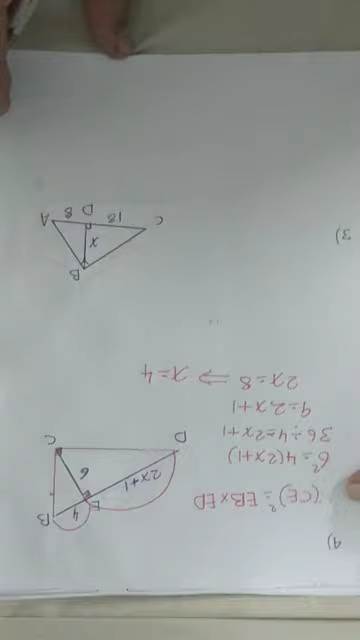 9)
(CE)² = EB×ED
6² = 4(2x+1)
36 ÷ 4 = 2x+1
9 = 2x+1
2x = 8 ⇒ x = 4
B
4
E
6
2x+1
C
D
3)
B
x
C
18
D
8
A